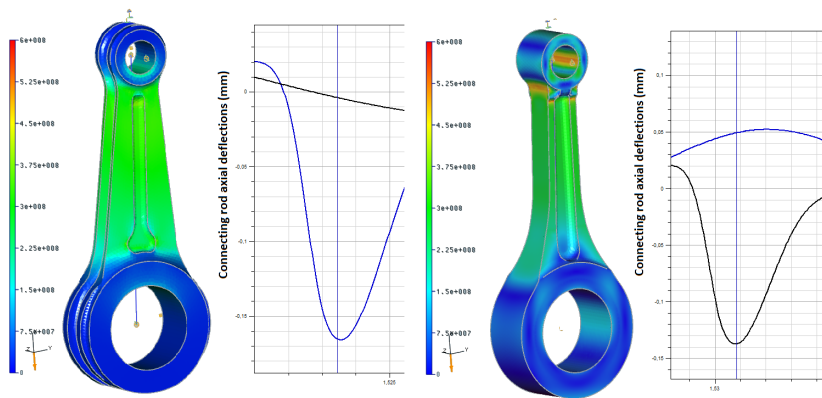 6e+008
5.25e+008
4.5e+008
3.75e+008
3e+008
2.25e+008
1.5e+008
7.5e+007
0
Z
Y
Connecting rod axial deflections (mm)
0
-0,05
-0,1
-0,15
1,525
6e+008
5.25e+008
4.5e+008
3.75e+008
3e+008
2.25e+008
1.5e+008
7.5e+007
0
Y
Connecting rod axial deflections (mm)
0,1
0,05
0
-0,05
-0,1
-0,15
1,53